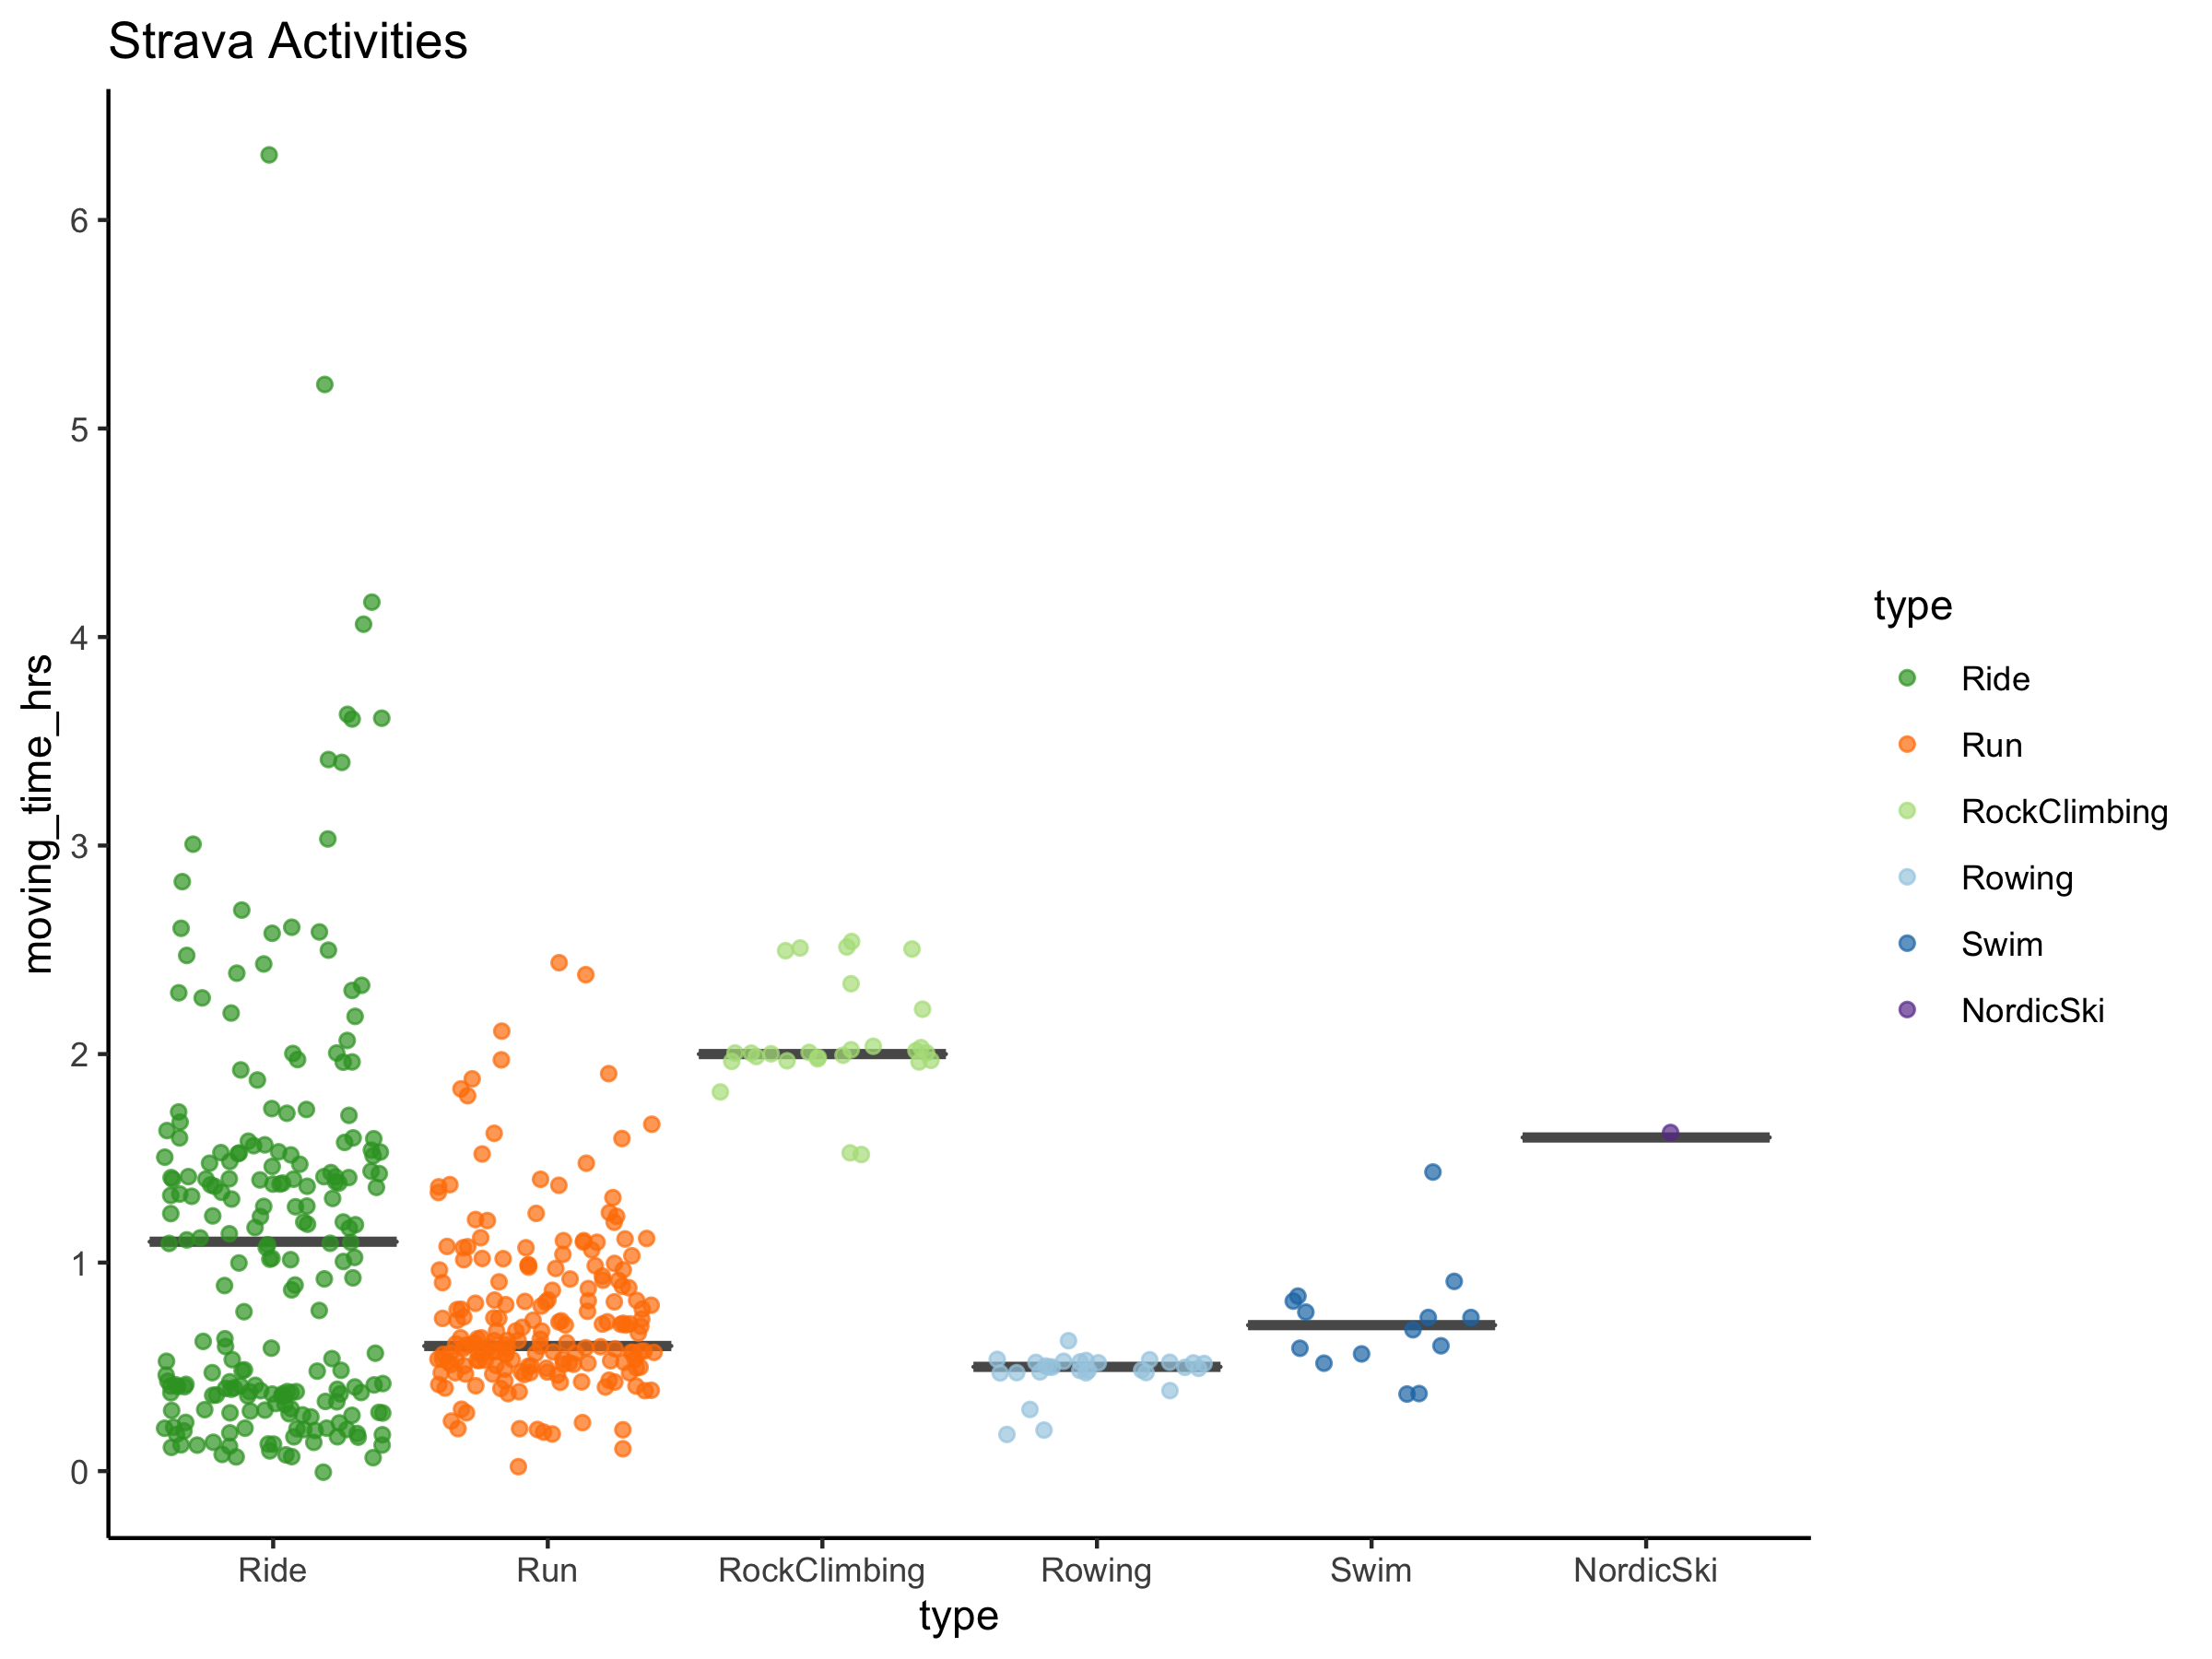 Strava Activities
moving_time_hrs
6
5
4
3
2
1
0
Ride Run RockClimbing Rowing Swim NordicSki
type
type
Ride
Run
RockClimbing
Rowing
Swim
NordicSki